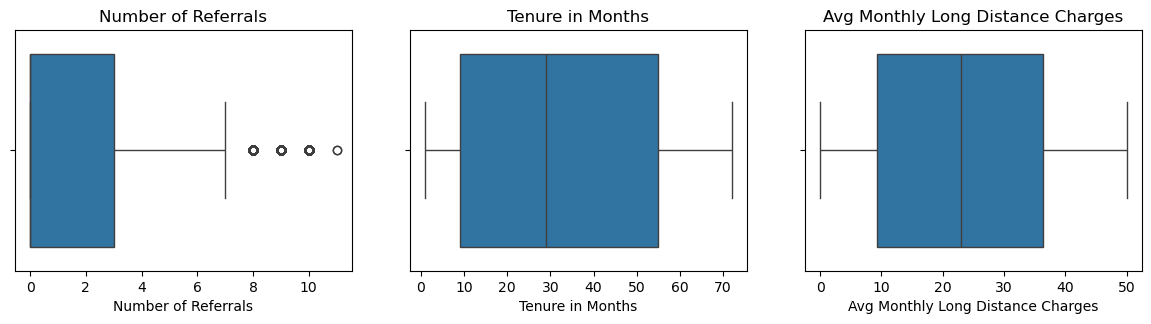 Number of Referrals
Tenure in Months
Avg Monthly Long Distance Charges
0 2 4 6 8 10
0 10 20 30 40 50 60 70
0 10 20 30 40 50
Number of Referrals
Tenure in Months
Avg Monthly Long Distance Charges